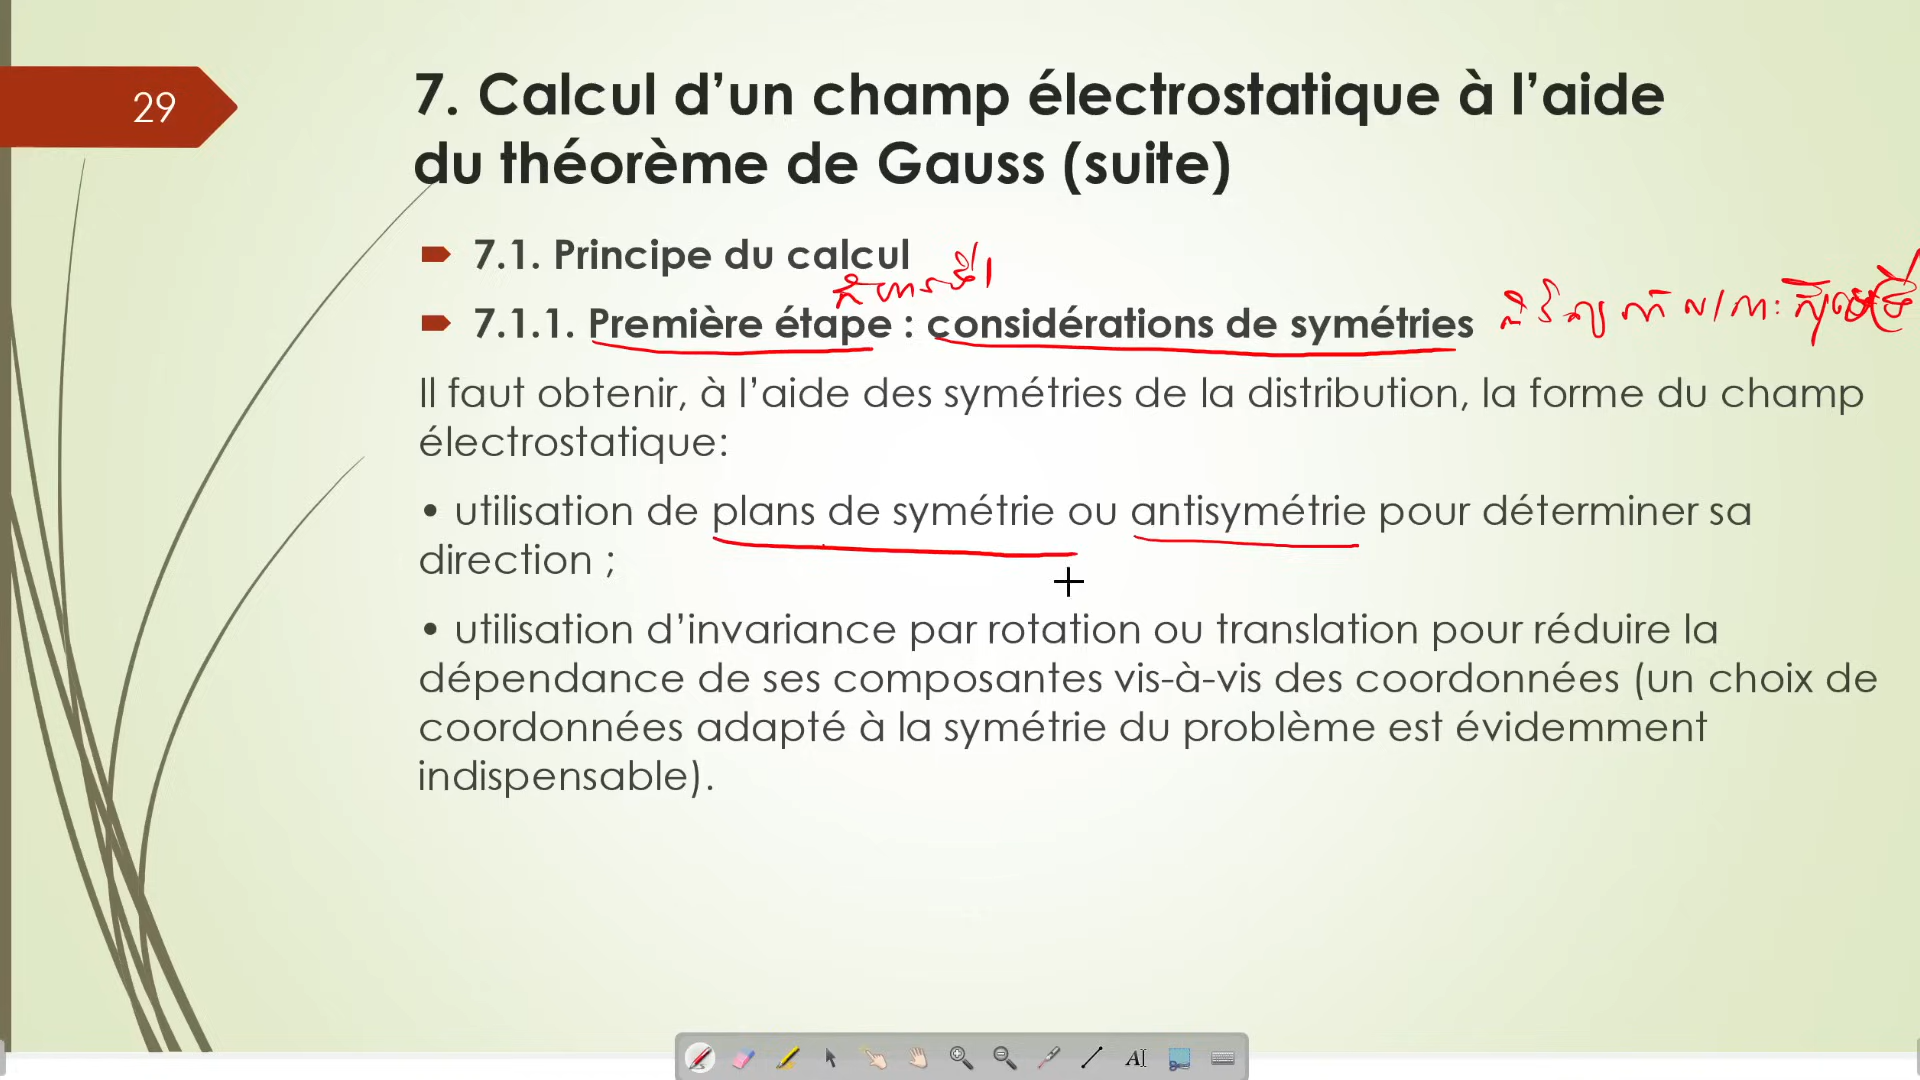 29
7. Calcul d’un champ électrostatique à l’aide
du théorème de Gauss (suite)
7.1. Principe du calcul
7.1.1. Première étape : considérations de symétries
Il faut obtenir, à l’aide des symétries de la distribution, la forme du champ
électrostatique:
• utilisation de plans de symétrie ou antisymétrie pour déterminer sa
direction ;
• utilisation d’invariance par rotation ou translation pour réduire la
dépendance de ses composantes vis-à-vis des coordonnées (un choix de
coordonnées adapté à la symétrie du problème est évidemment
indispensable).